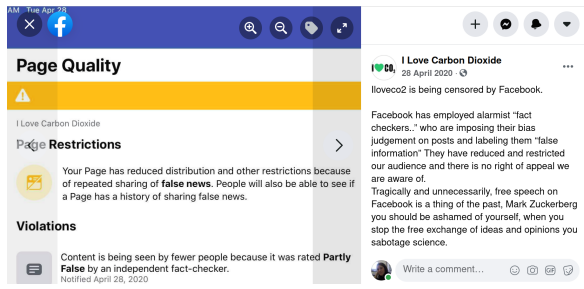 AM Tue Apr 28
Page Quality
I Love Carbon Dioxide
Page Restrictions
Your Page has reduced distribution and other restrictions because
of repeated sharing of false news. People will also be able to see if
a Page has a history of sharing false news.
Violations
Content is being seen by fewer people because it was rated Partly
False by an independent fact-checker.
Notified April 28, 2020
I CO₂
I Love Carbon Dioxide
28 April 2020 ·
Iloveco2 is being censored by Facebook.
Facebook has employed alarmist “fact
checkers..” who are imposing their bias
judgement on posts and labeling them “false
information” They have reduced and restricted
our audience and there is no right of appeal we
are aware of.
Tragically and unnecessarily, free speech on
Facebook is a thing of the past, Mark Zuckerberg
you should be ashamed of yourself, when you
stop the free exchange of ideas and opinions you
sabotage science.
Write a comment…
GIF